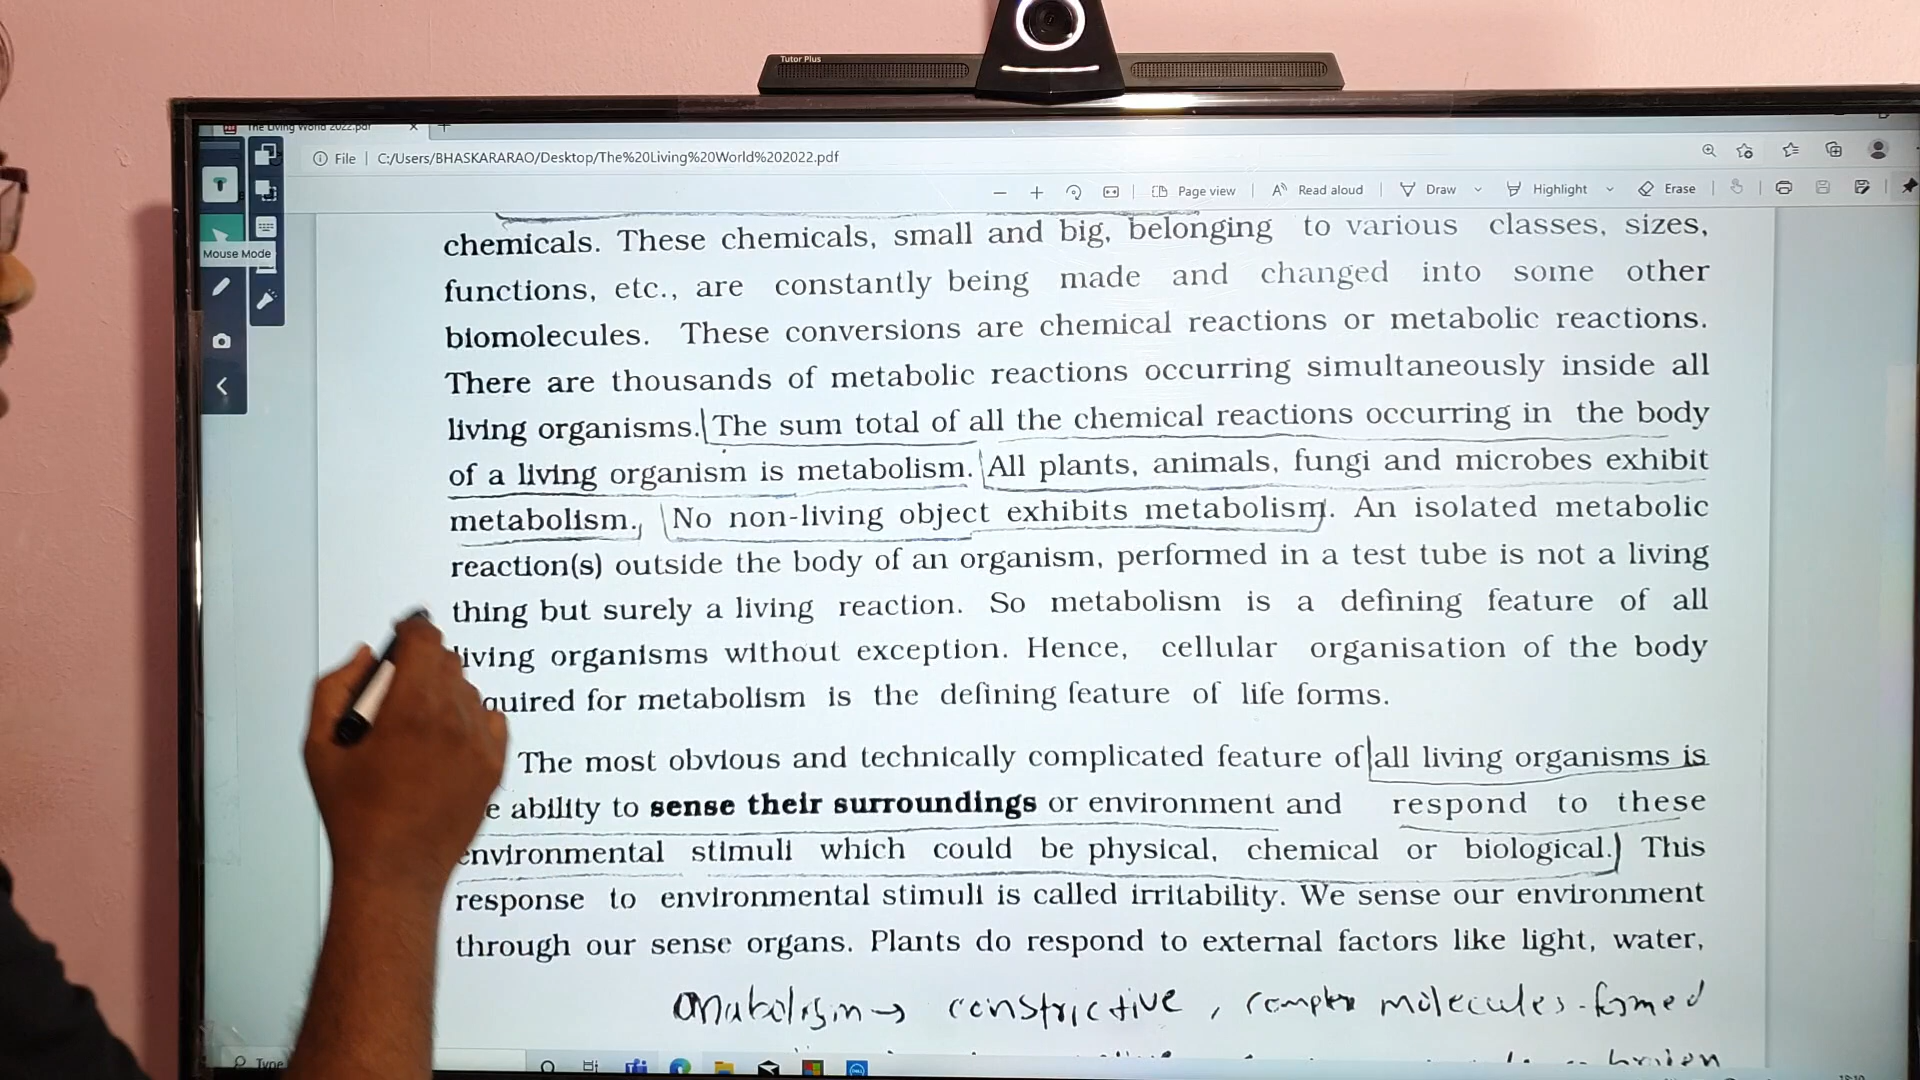 Tutor Plus
The Living World 2022.pdf
File | C:/Users/BHASKARARAO/Desktop/The%20Living%20World%202022.pdf
Page view | Read aloud | Draw Highlight Erase
Mouse Mode
chemicals. These chemicals, small and big, belonging to various classes, sizes,
functions, etc., are constantly being made and changed into some other
biomolecules. These conversions are chemical reactions or metabolic reactions.
There are thousands of metabolic reactions occurring simultaneously inside all
living organisms. The sum total of all the chemical reactions occurring in the body
of a living organism is metabolism. All plants, animals, fungi and microbes exhibit
metabolism. No non-living object exhibits metabolism. An isolated metabolic
reaction(s) outside the body of an organism, performed in a test tube is not a living
thing but surely a living reaction. So metabolism is a defining feature of all
living organisms without exception. Hence, cellular organisation of the body
quired for metabolism is the defining feature of life forms.
The most obvious and technically complicated feature of all living organisms is
e ability to sense their surroundings or environment and respond to these
environmental stimuli which could be physical, chemical or biological. This
response to environmental stimuli is called irritability. We sense our environment
through our sense organs. Plants do respond to external factors like light, water,
anabolism → constrictive, complex molecules - formed
Type